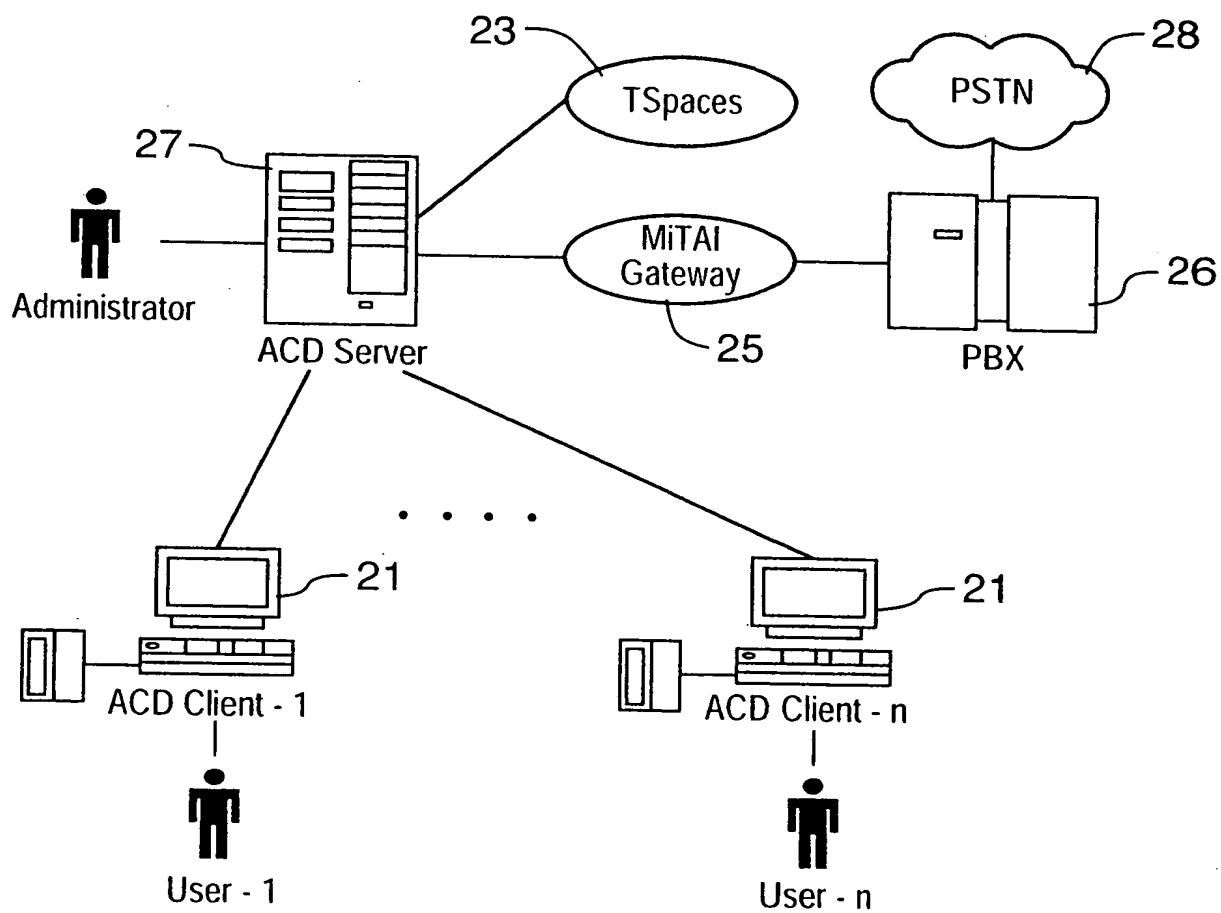 23
28
TSpaces
PSTN
27
MiTAI
Gateway
26
Administrator
25
ACD Server
PBX
21
21
ACD Client - 1
ACD Client - n
User - 1
User - n